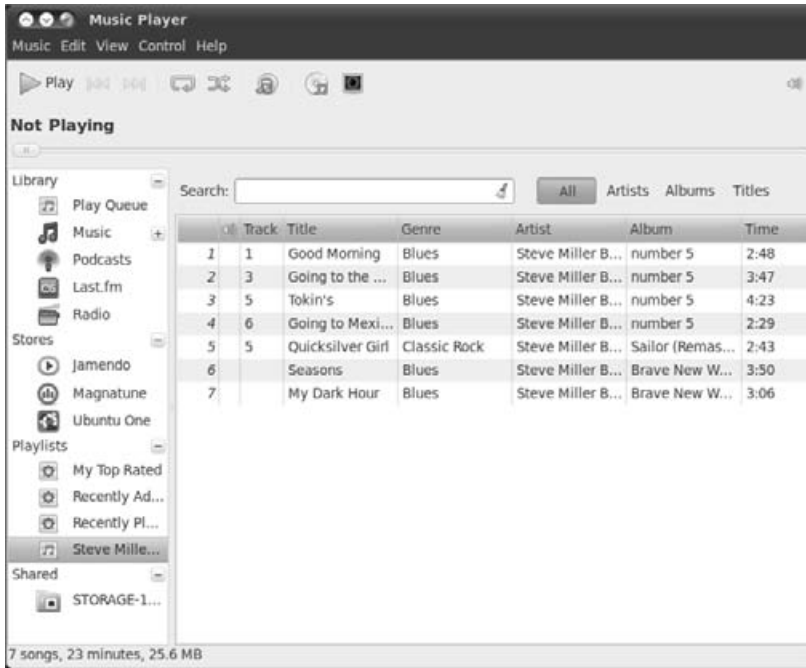 Music Player
Music Edit View Control Help
Play
Not Playing
Library
Play Queue
Music
Podcasts
Last.fm
Radio
Stores
Jamendo
Magnatune
Ubuntu One
Playlists
My Top Rated
Recently Ad...
Recently Pl...
Steve Mille...
Shared
STORAGE-1...
Search: All Artists Albums Titles
Track Title Genre Artist Album Time
1 1 Good Morning Blues Steve Miller B... number 5 2:48
2 3 Going to the ... Blues Steve Miller B... number 5 3:47
3 5 Tokin's Blues Steve Miller B... number 5 4:23
4 6 Going to Mexi... Blues Steve Miller B... number 5 2:29
5 5 Quicksilver Girl Classic Rock Steve Miller B... Sailor (Remas... 2:43
6 Seasons Blues Steve Miller B... Brave New W... 3:50
7 My Dark Hour Blues Steve Miller B... Brave New W... 3:06
7 songs, 23 minutes, 25.6 MB